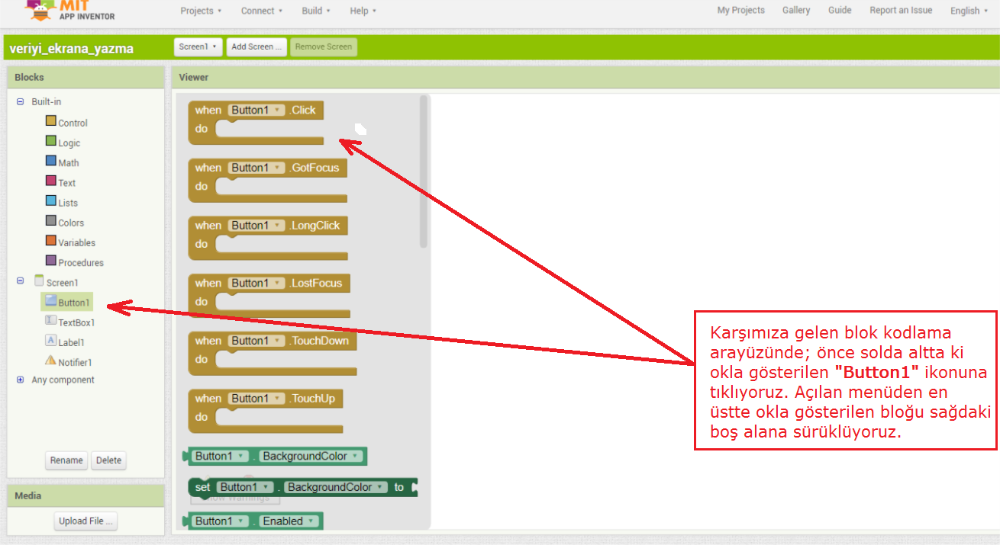 MIT
APP INVENTOR
Projects
Connect
Build
Help
My Projects
Gallery
Guide
Report an Issue
English
veriyi_ekrana_yazma
Screen1
Add Screen ...
Remove Screen
Blocks
Viewer
Built-in
Control
Logic
Math
Text
Lists
Colors
Variables
Procedures
Screen1
Button1
TextBox1
Label1
Notifier1
Any component
Rename
Delete
Media
Upload File ...
when Button1 .Click
do
when Button1 .GotFocus
do
when Button1 .LongClick
do
when Button1 .LostFocus
do
when Button1 .TouchDown
do
when Button1 .TouchUp
do
Button1 . BackgroundColor
set Button1 . BackgroundColor to
Warnings
Button1 . Enabled
Karşımıza gelen blok kodlama
arayüzünde; önce solda altta ki
okla gösterilen "Button1" ikonuna
tıklıyoruz. Açılan menüden en
üstte okla gösterilen bloğu sağdaki
boş alana sürüklüyoruz.